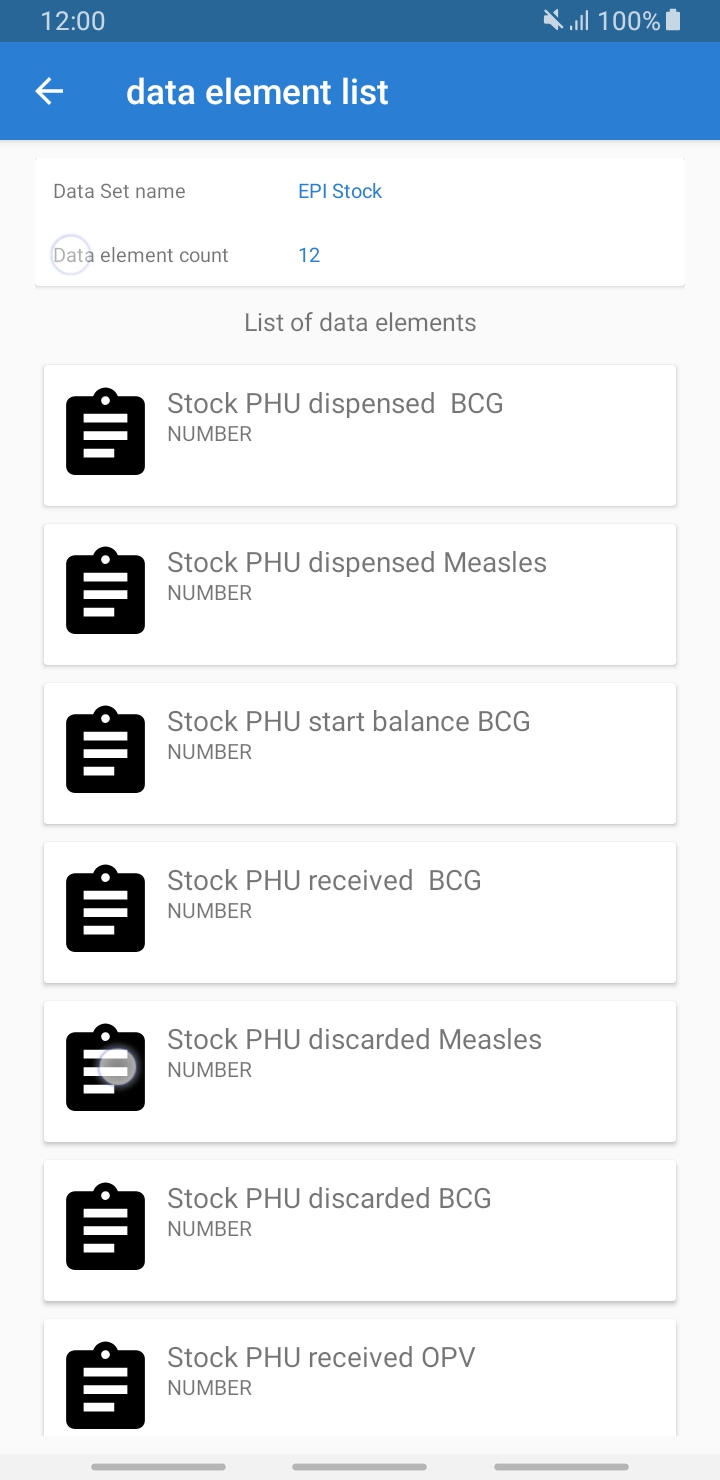 12:00 100%
data element list
Data Set name EPI Stock
Data element count 12
List of data elements
Stock PHU dispensed  BCG
NUMBER
Stock PHU dispensed Measles
NUMBER
Stock PHU start balance BCG
NUMBER
Stock PHU received  BCG
NUMBER
Stock PHU discarded Measles
NUMBER
Stock PHU discarded BCG
NUMBER
Stock PHU received OPV
NUMBER